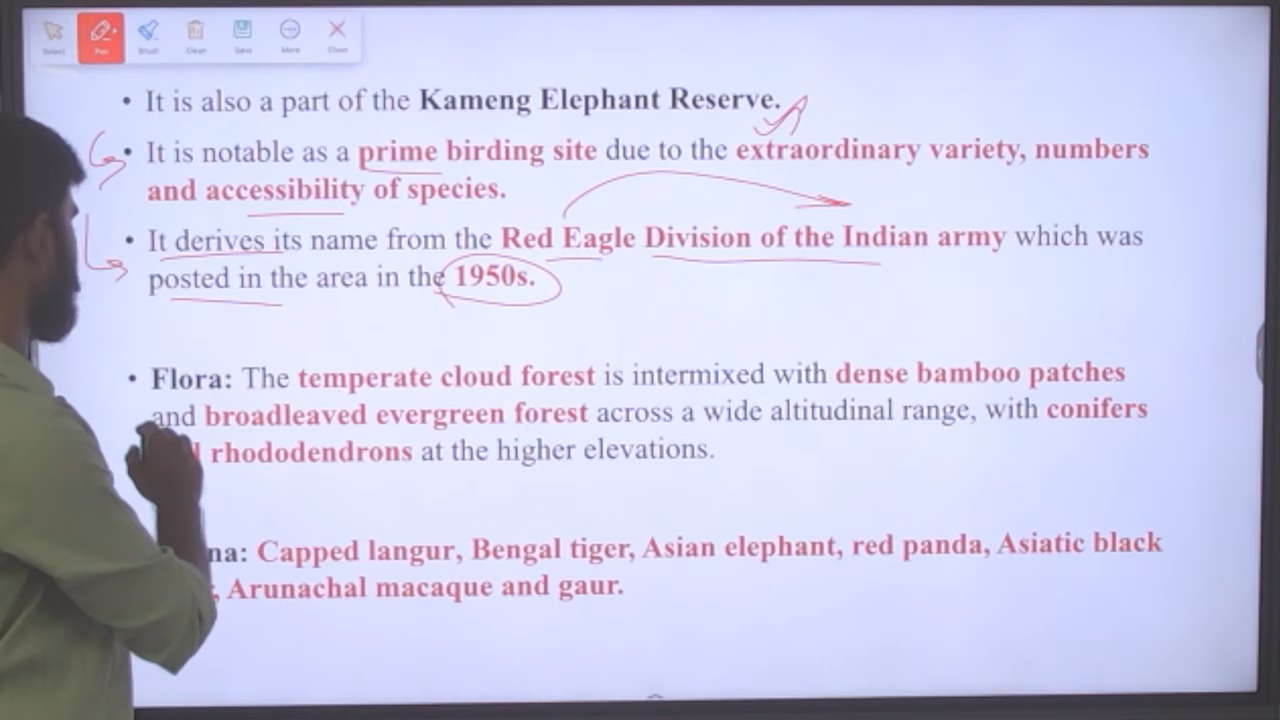 Select Pen Brush Clean Save More Close
• It is also a part of the Kameng Elephant Reserve.
• It is notable as a prime birding site due to the extraordinary variety, numbers
and accessibility of species.
• It derives its name from the Red Eagle Division of the Indian army which was
posted in the area in the 1950s.
• Flora: The temperate cloud forest is intermixed with dense bamboo patches
and broadleaved evergreen forest across a wide altitudinal range, with conifers
rhododendrons at the higher elevations.
na: Capped langur, Bengal tiger, Asian elephant, red panda, Asiatic black
, Arunachal macaque and gaur.